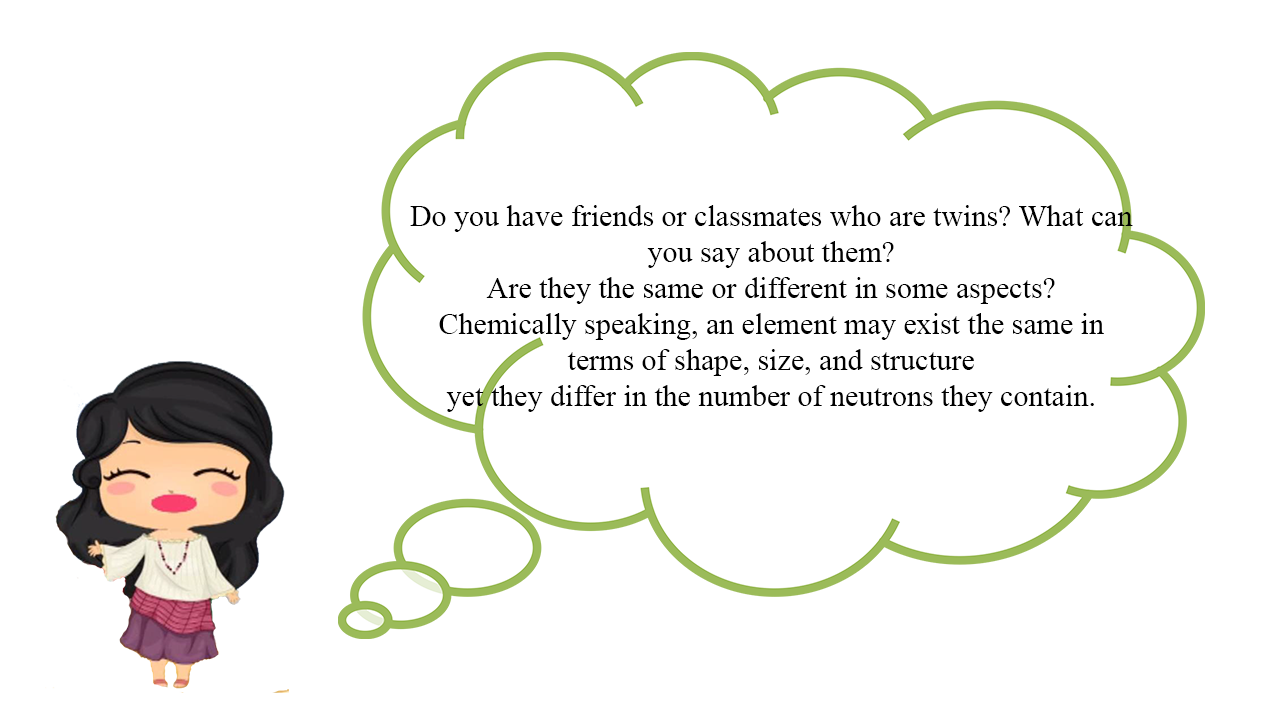 Do you have friends or classmates who are twins? What can
you say about them?
Are they the same or different in some aspects?
Chemically speaking, an element may exist the same in
terms of shape, size, and structure
yet they differ in the number of neutrons they contain.